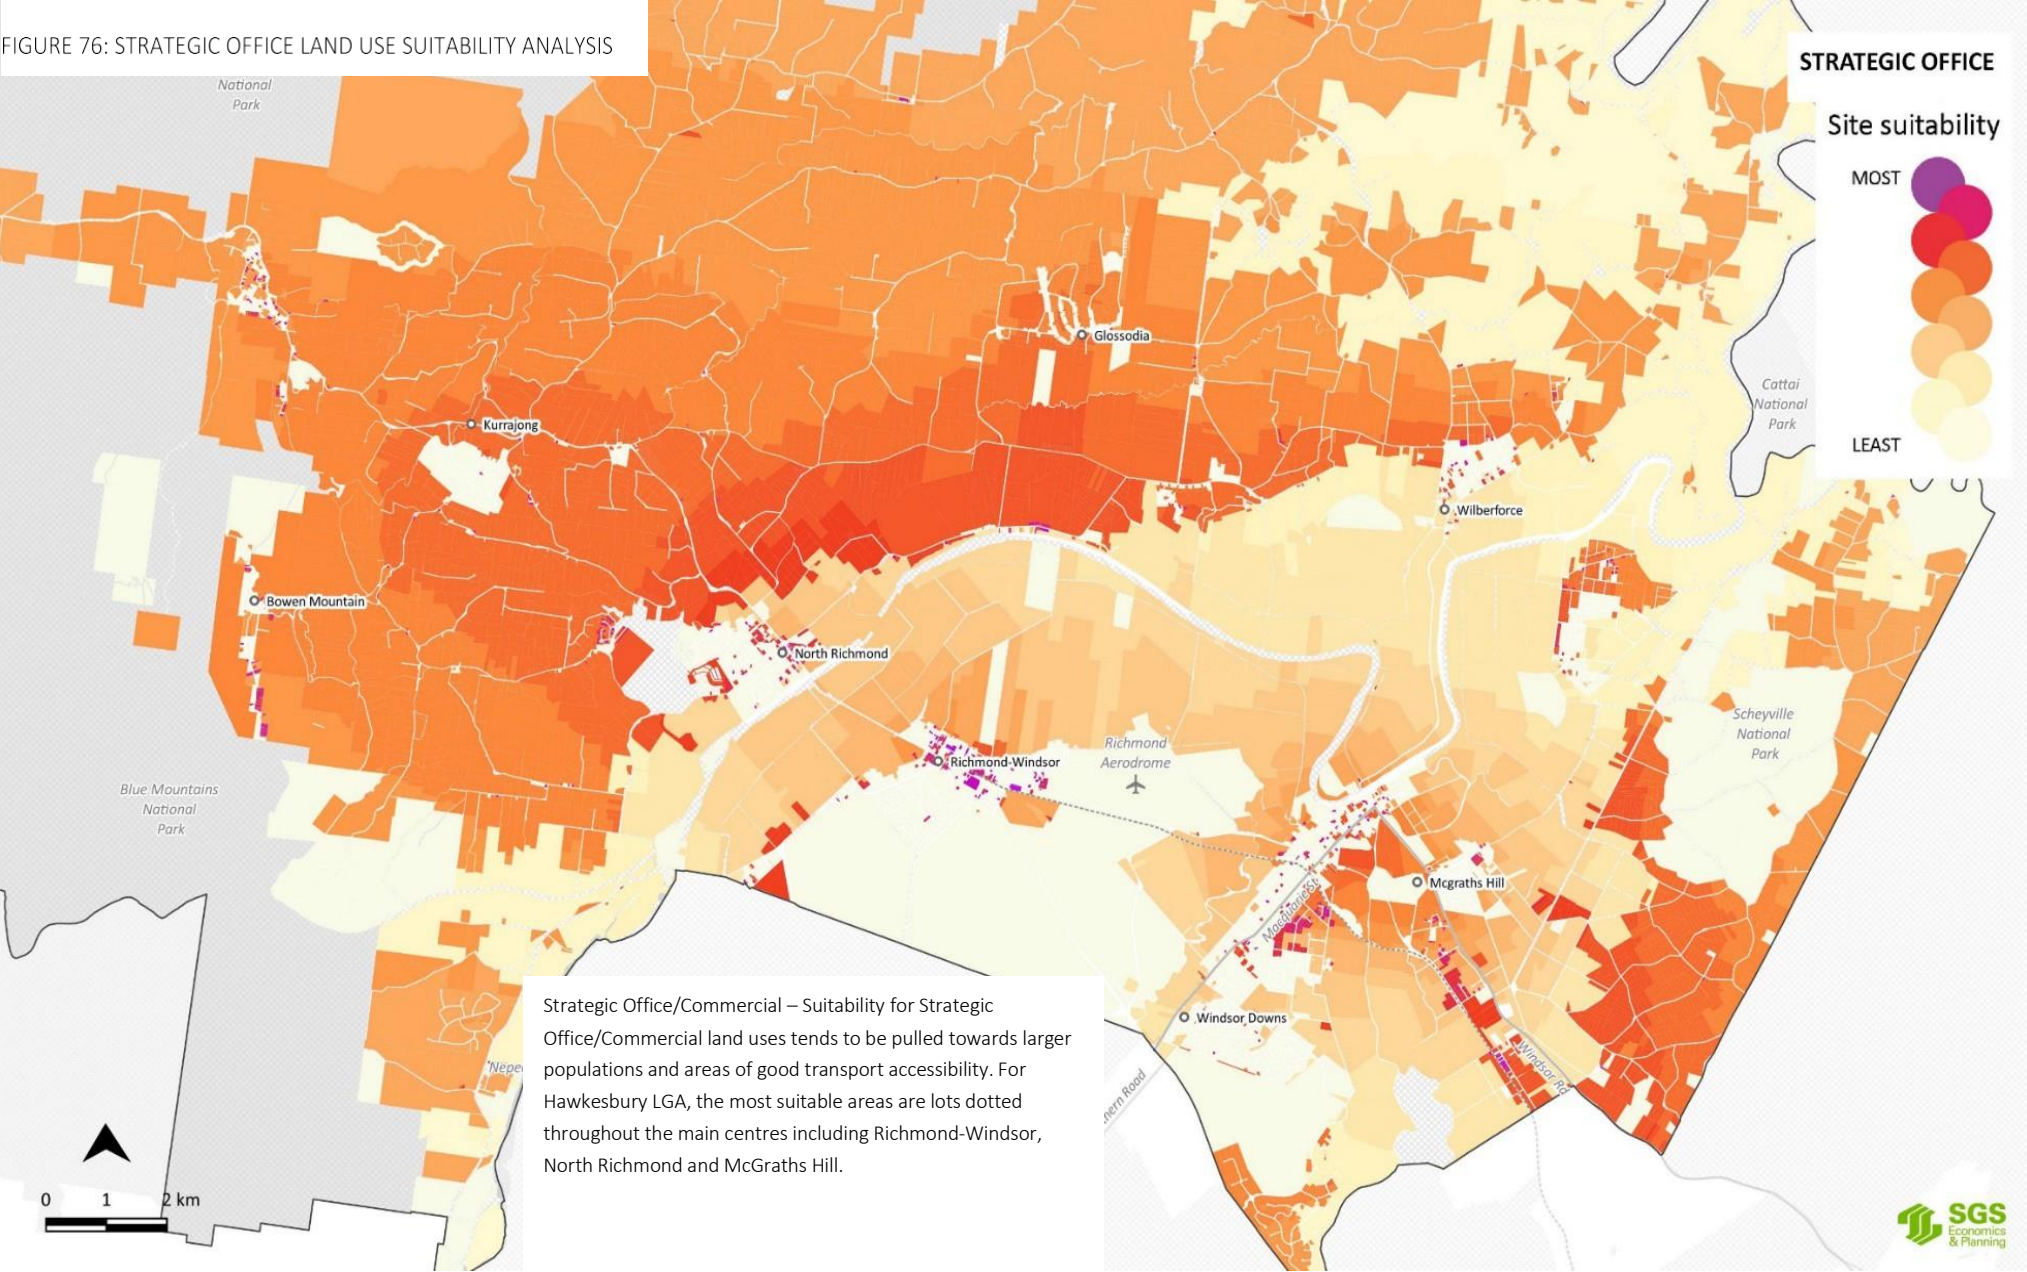 FIGURE 76: STRATEGIC OFFICE LAND USE SUITABILITY ANALYSIS
STRATEGIC OFFICE
Site suitability
MOST
LEAST
National
Park
Glossodia
Cattai
National
Park
Kurrajong
Wilberforce
Bowen Mountain
North Richmond
Scheyville
National
Park
Richmond
Aerodrome
Richmond-Windsor
Blue Mountains
National
Park
Mcgraths Hill
Macquarie St
Windsor Downs
Windsor Rd
Nepe
hern Road
Strategic Office/Commercial – Suitability for Strategic
Office/Commercial land uses tends to be pulled towards larger
populations and areas of good transport accessibility. For
Hawkesbury LGA, the most suitable areas are lots dotted
throughout the main centres including Richmond-Windsor,
North Richmond and McGraths Hill.
0 1 2 km
SGS
Economics
& Planning